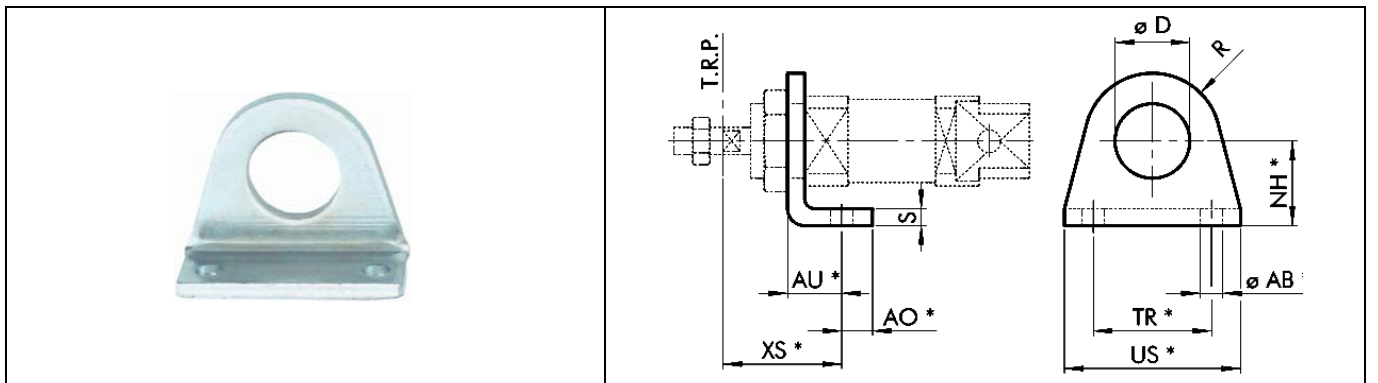 T.R.P.
ø D
R
NH *
S
AU *
AO *
XS *
ø AB *
TR *
US *